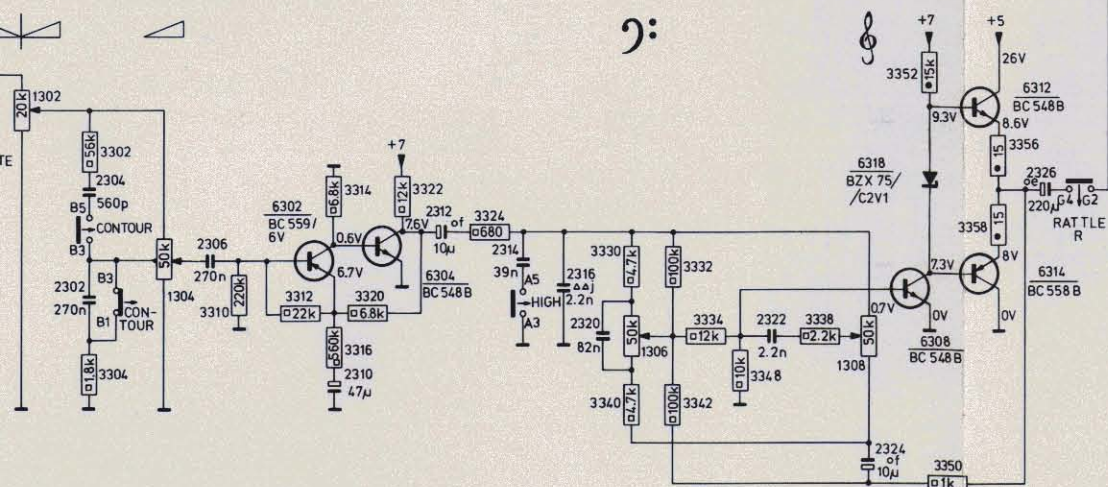 +7
+5
3352
15k
26V
6312
BC 548B
9.3V
8.6V
3356
15
1302
20k
TE
56k
3302
2304
560p
B5
CONTOUR
B3
2302
270n
B3
B1
CON-
TOUR
1.8k
3304
50k
1304
2306
270n
220k
3310
6302
BC 559/
6V
6.8k
3314
0.6V
6.7V
3312
22k
3320
6.8k
560k
3316
2310
47µ
+7
12k
3322
7.6V
2312
of
10µ
6304
BC 548B
3324
680
2314
39n
A5
HIGH
A3
2316
j
2.2n
3330
4.7k
2320
82n
50k
1306
3340
4.7k
100k
3332
100k
3342
3334
12k
10k
3348
2322
2.2n
3338
2.2k
50k
1308
0.7V
6318
BZX 75/
/C2V1
7.3V
0V
6308
BC 548B
3358
15
8V
6314
BC 558B
0V
2326
oe
220µ
G4
G2
RATTLE
R
2324
of
10µ
3350
1k